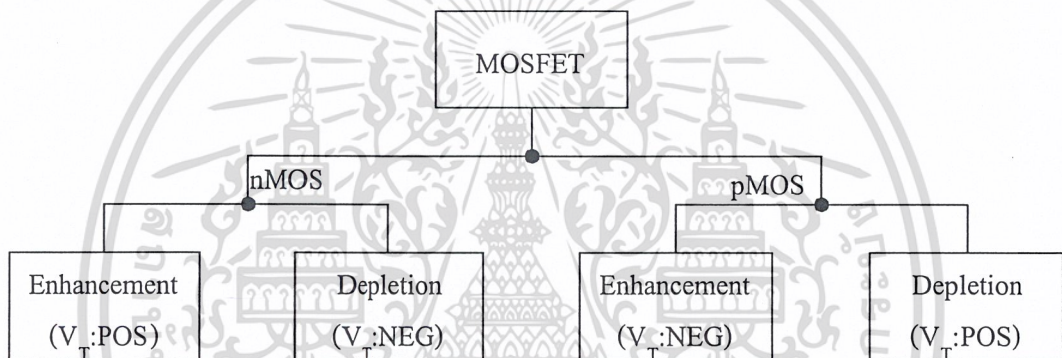 MOSFET
nMOS
pMOS
Enhancement
(V_T:POS)
Depletion
(V_T:NEG)
Enhancement
(V_T:NEG)
Depletion
(V_T:POS)